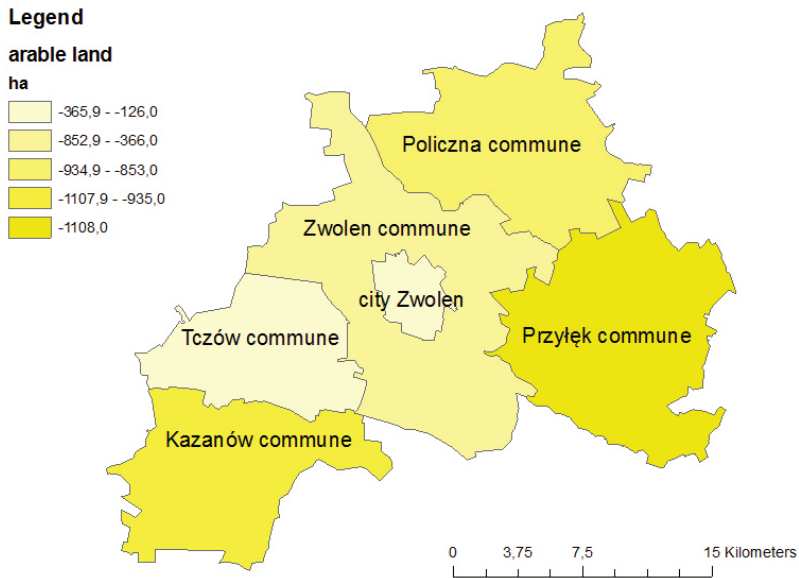 Legend
arable land
ha
-365,9 - -126,0
-852,9 - -366,0
-934,9 - -853,0
-1107,9 - -935,0
-1108,0
Policzna commune
Zwolen commune
city Zwolen
Tczów commune
Przyłęk commune
Kazanów commune
0 3,75 7,5 15 Kilometers